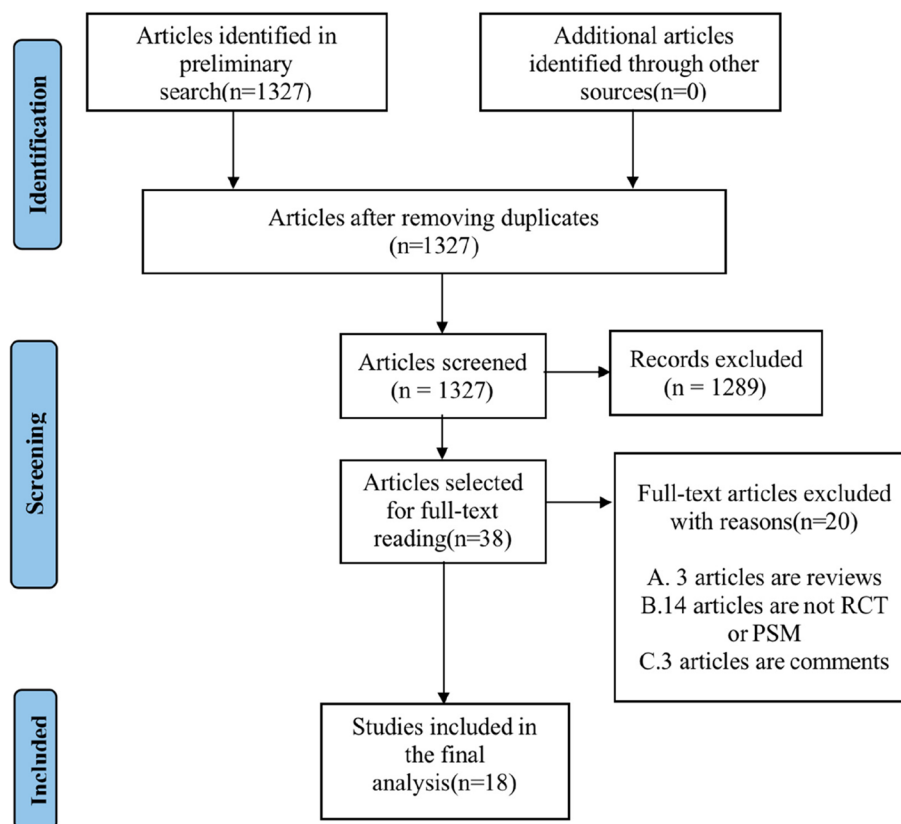 Identification
Articles identified in
preliminary
search(n=1327)
Additional articles
identified through other
sources(n=0)
Articles after removing duplicates
(n=1327)
Screening
Articles screened
(n = 1327)
Records excluded
(n = 1289)
Articles selected
for full-text
reading(n=38)
Full-text articles excluded
with reasons(n=20)
A. 3 articles are reviews
B.14 articles are not RCT
or PSM
C.3 articles are comments
Included
Studies included in
the final
analysis(n=18)